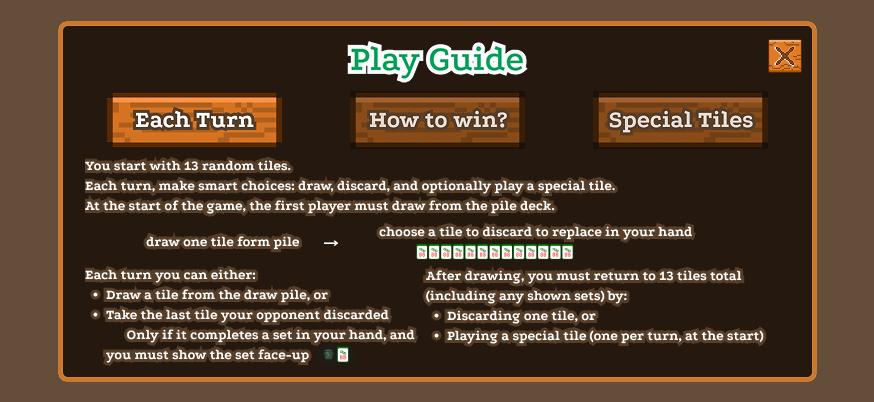 Play Guide
Each Turn
How to win?
Special Tiles
You start with 13 random tiles.
Each turn, make smart choices: draw, discard, and optionally play a special tile.
At the start of the game, the first player must draw from the pile deck.
draw one tile form pile → choose a tile to discard to replace in your hand
Each turn you can either:
• Draw a tile from the draw pile, or
• Take the last tile your opponent discarded
Only if it completes a set in your hand, and
you must show the set face-up
After drawing, you must return to 13 tiles total
(including any shown sets) by:
• Discarding one tile, or
• Playing a special tile (one per turn, at the start)